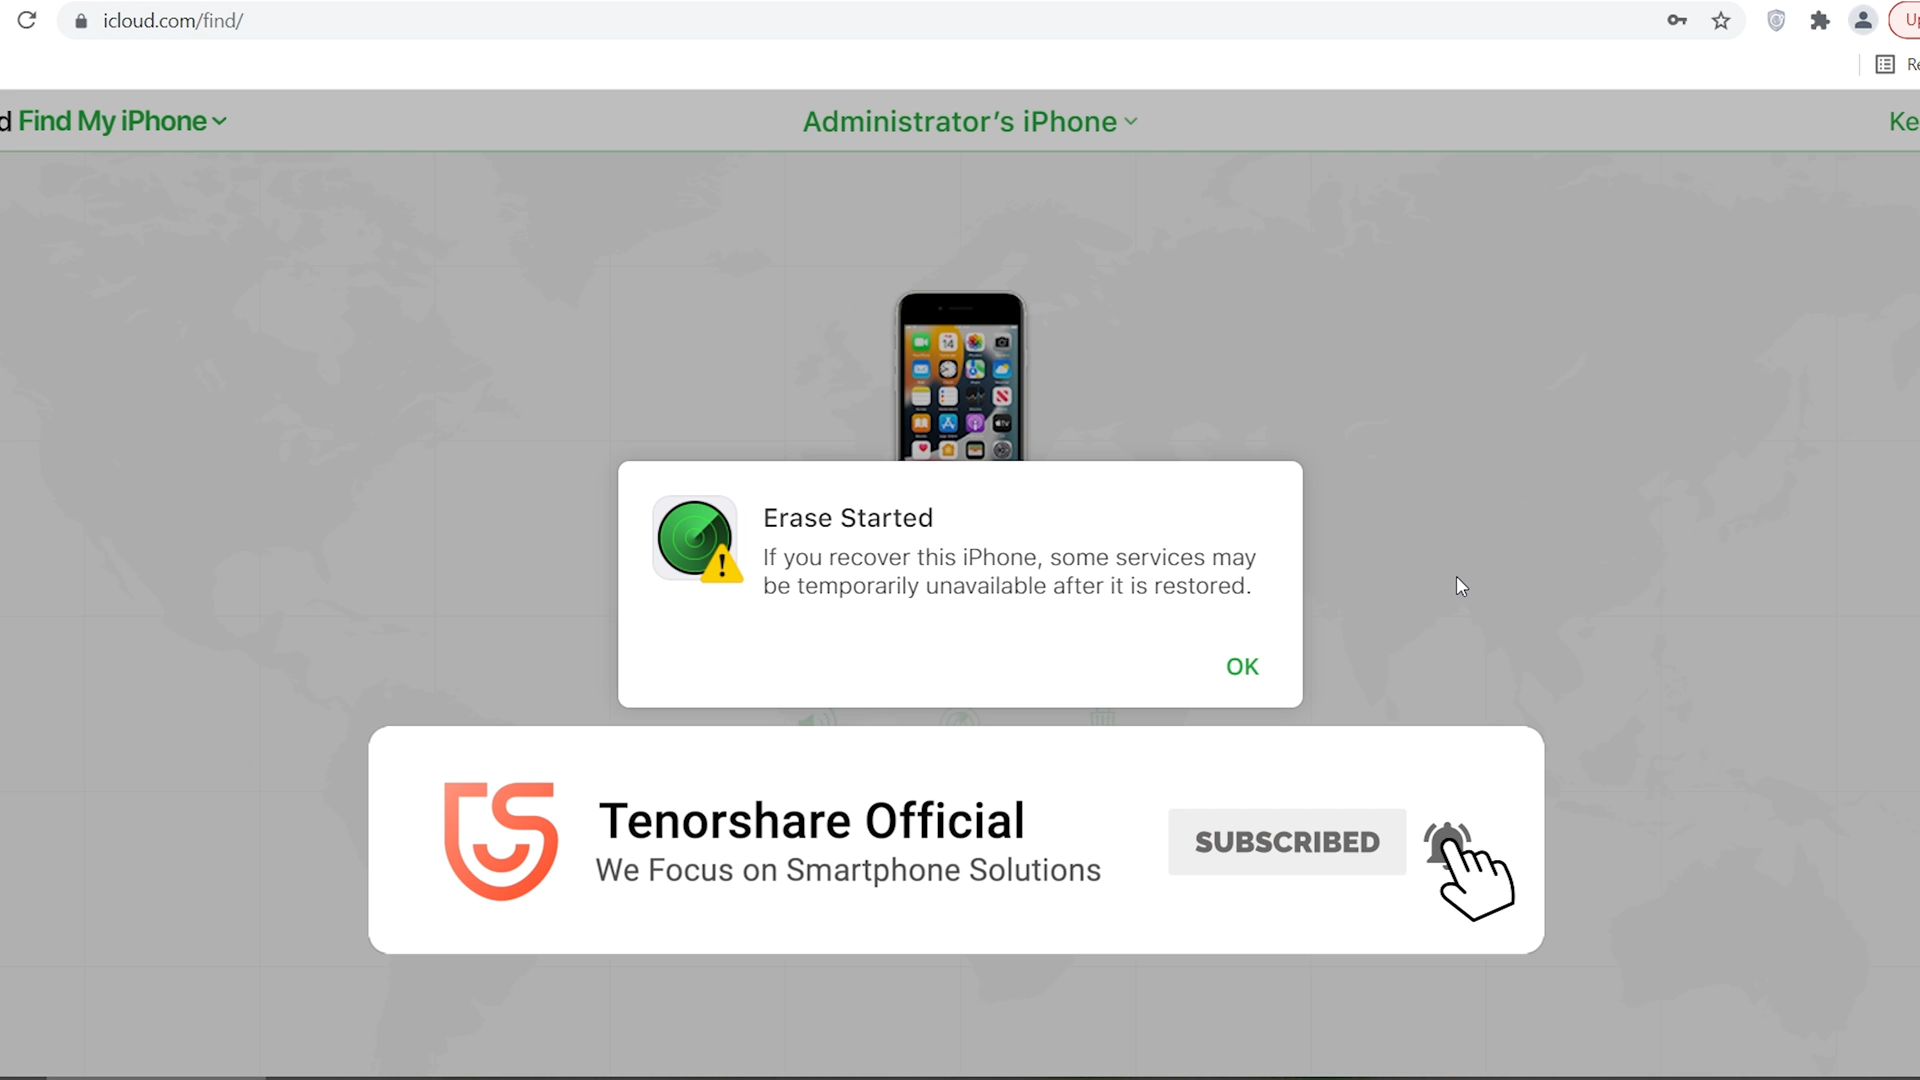 icloud.com/find/
Find My iPhone
Administrator's iPhone
Erase Started
If you recover this iPhone, some services may
be temporarily unavailable after it is restored.
OK
Tenorshare Official
We Focus on Smartphone Solutions
SUBSCRIBED
14